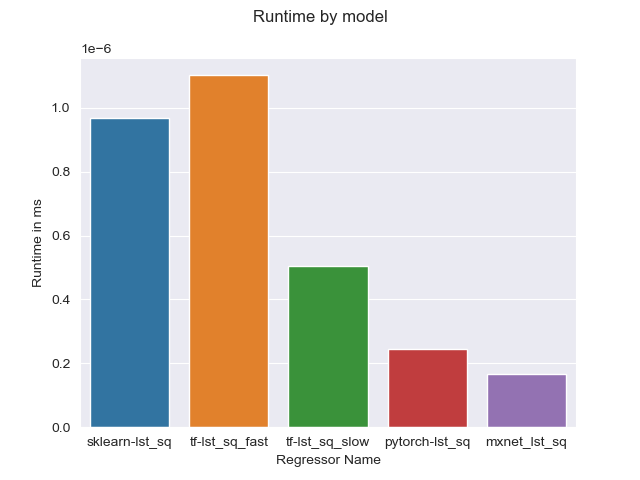 Runtime by model
1e−6
1.0
0.8
0.6
0.4
0.2
0.0
Runtime in ms
sklearn-lst_sq tf-lst_sq_fast tf-lst_sq_slow pytorch-lst_sq mxnet_lst_sq
Regressor Name